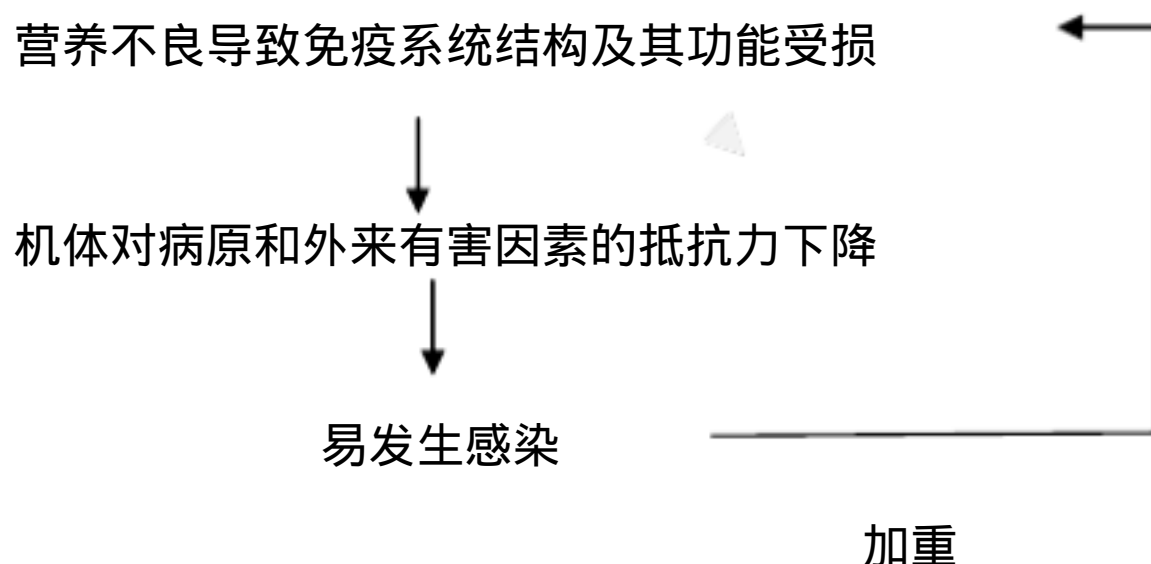 营养不良导致免疫系统结构及其功能受损
机体对病原和外来有害因素的抵抗力下降
易发生感染
加重